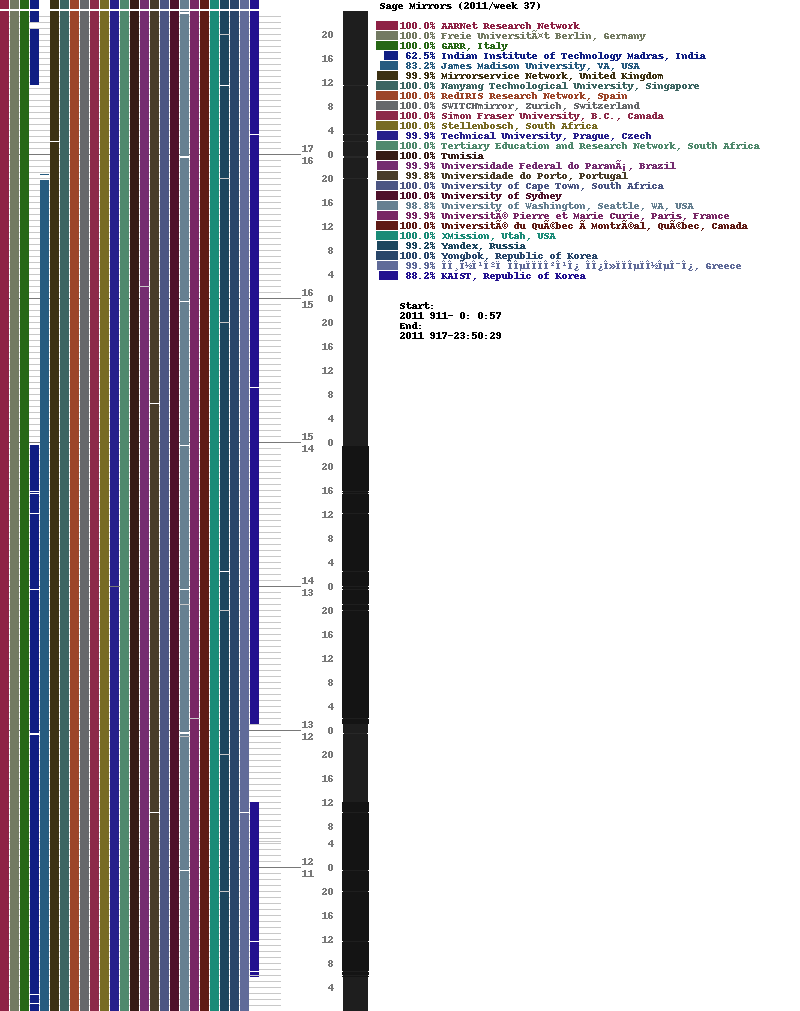 Sage Mirrors (2011/week 37)
100.0% AARNet Research Network
100.0% Freie UniversitÃ¤t Berlin, Germany
100.0% GARR, Italy
62.5% Indian Institute of Technology Madras, India
83.2% James Madison University, VA, USA
99.9% Mirrorservice Network, United Kingdom
100.0% Nanyang Technological University, Singapore
100.0% RedIRIS Research Network, Spain
100.0% SWITCHmirror, Zurich, Switzerland
100.0% Simon Fraser University, B.C., Canada
100.0% Stellenbosch, South Africa
99.9% Technical University, Prague, Czech
100.0% Tertiary Education and Research Network, South Africa
100.0% Tunisia
99.9% Universidade Federal do ParanÃ¡, Brazil
99.8% Universidade do Porto, Portugal
100.0% University of Cape Town, South Africa
100.0% University of Sydney
98.8% University of Washington, Seattle, WA, USA
99.9% UniversitÃ© Pierre et Marie Curie, Paris, France
100.0% UniversitÃ© du QuÃ©bec Ã MontrÃ©al, QuÃ©bec, Canada
100.0% XMission, Utah, USA
99.2% Yandex, Russia
100.0% Yongbok, Republic of Korea
99.9% Greece
88.2% KAIST, Republic of Korea
Start:
2011 911- 0: 0:57
End:
2011 917-23:50:29
20
16
12
8
4
17
0
16
20
16
12
8
4
16
0
15
20
16
12
8
4
15
0
14
20
16
12
8
4
14
0
13
20
16
12
8
4
13
0
12
20
16
12
8
4
12
0
11
20
16
12
8
4